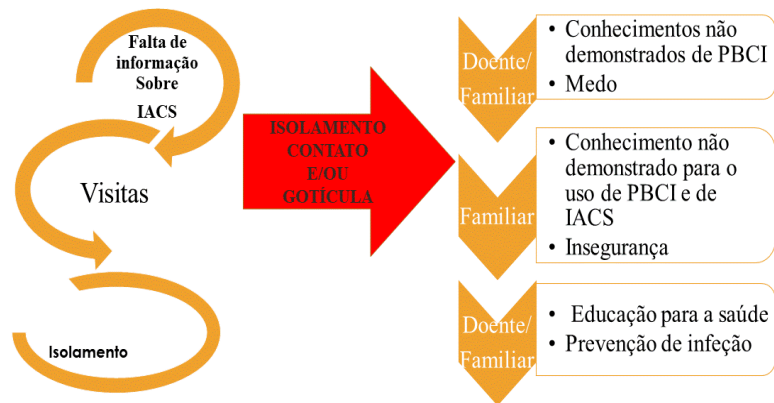 Falta de
informação
Sobre
IACS
Visitas
Isolamento
ISOLAMENTO
CONTATO
E/OU
GOTÍCULA
Doente/
Familiar
• Conhecimentos não
demonstrados de PBCI
• Medo
Familiar
• Conhecimento não
demonstrado para o
uso de PBCI e de
IACS
• Insegurança
Doente/
Familiar
• Educação para a saúde
• Prevenção de infeção